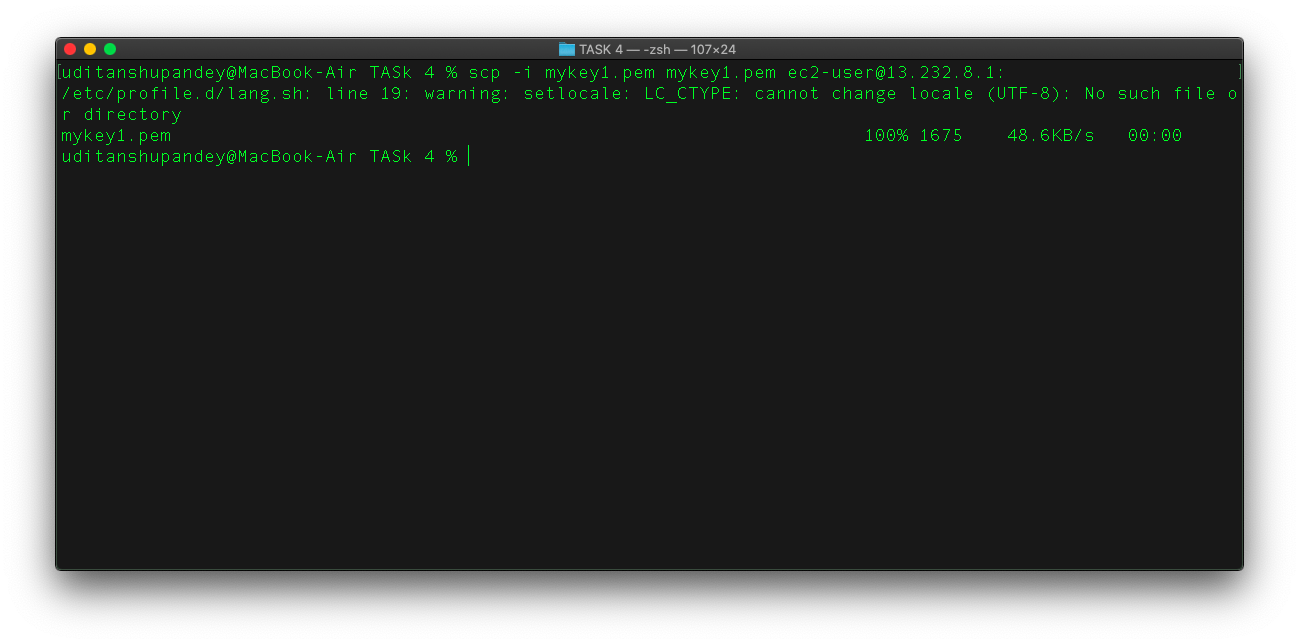 TASK 4 — -zsh — 107×24
[uditanshupandey@MacBook-Air TASk 4 % scp -i mykey1.pem mykey1.pem ec2-user@13.232.8.1: ]
/etc/profile.d/lang.sh: line 19: warning: setlocale: LC_CTYPE: cannot change locale (UTF-8): No such file o
r directory
mykey1.pem 100% 1675 48.6KB/s 00:00
uditanshupandey@MacBook-Air TASk 4 %